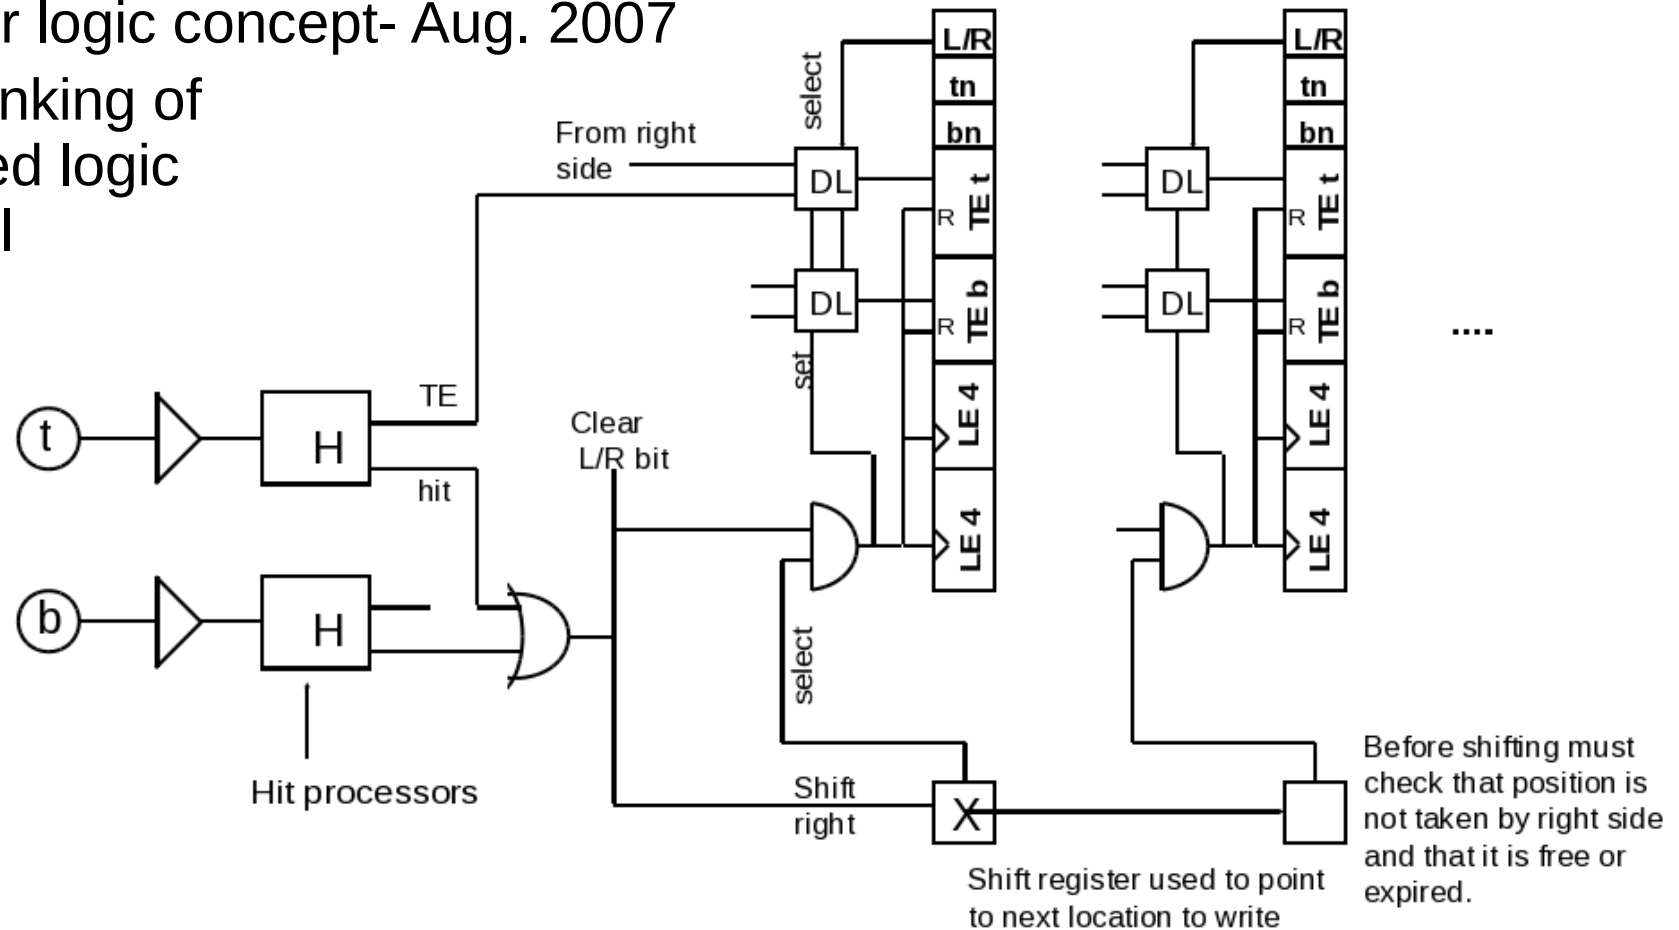 r logic concept- Aug. 2007
nking of
ed logic
l
L/R
tn
bn
TE t
R
TE b
R
LE 4
LE 4
L/R
tn
bn
TE t
R
TE b
R
LE 4
LE 4
select
From right
side
DL
DL
set
DL
DL
....
t
H
TE
hit
Clear
L/R bit
b
H
Hit processors
select
Shift
right
X
Shift register used to point
to next location to write
Before shifting must
check that position is
not taken by right side
and that it is free or
expired.